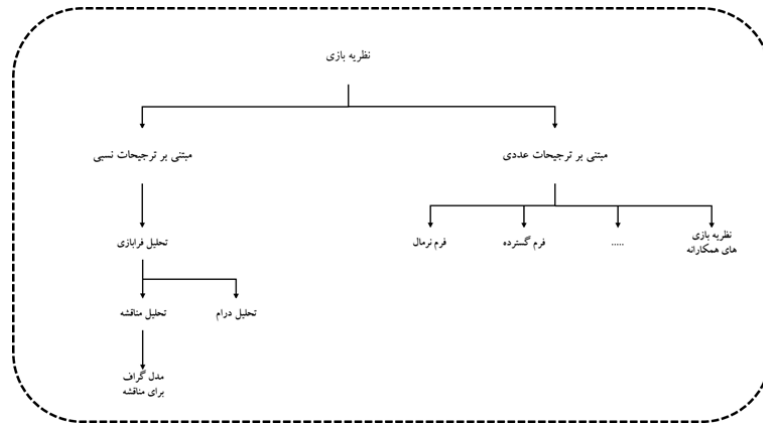 نظریه بازی
مبتنی بر ترجیحات عددی
مبتنی بر ترجیحات نسبی
نظریه بازی
های همکارانه
.....
فرم گسترده
فرم نرمال
تحلیل فرابازی
تحلیل درام
تحلیل مناقشه
مدل گراف
برای مناقشه